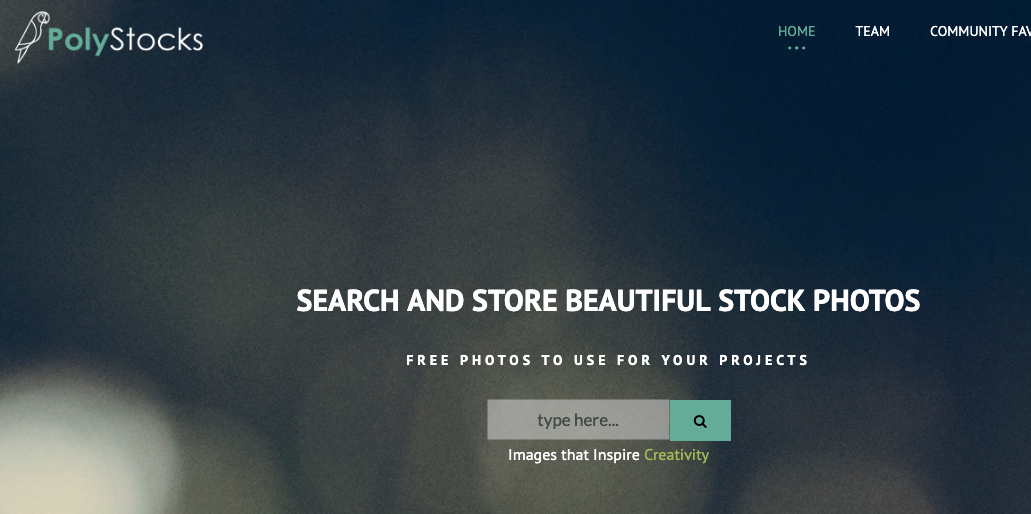 PolyStocks
HOME TEAM COMMUNITY FAV
SEARCH AND STORE BEAUTIFUL STOCK PHOTOS
FREE PHOTOS TO USE FOR YOUR PROJECTS
type here...
Images that Inspire Creativity